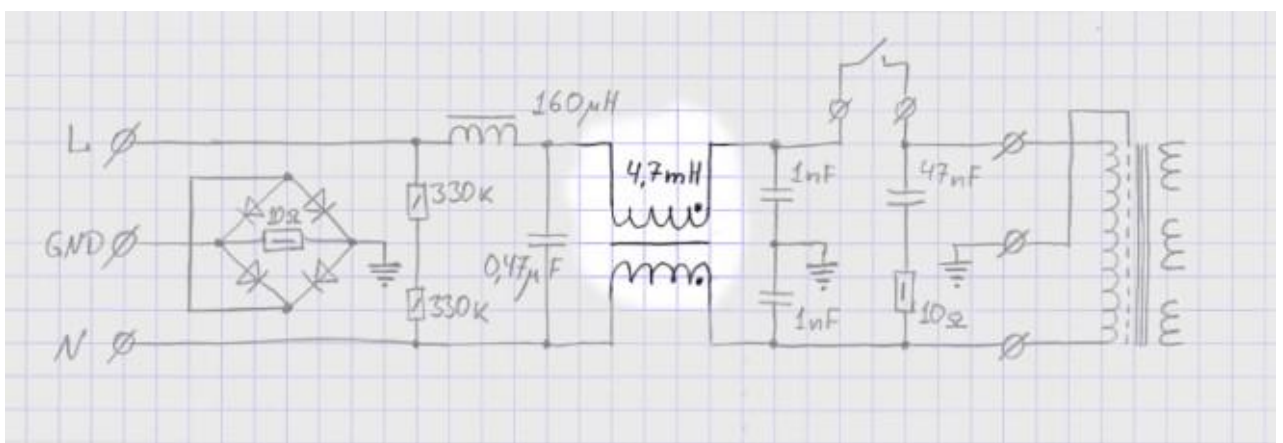 160μH
L
4,7mH
1nF
47nF
330K
10Ω
GND
0,47μF
330K
1nF
10Ω
N